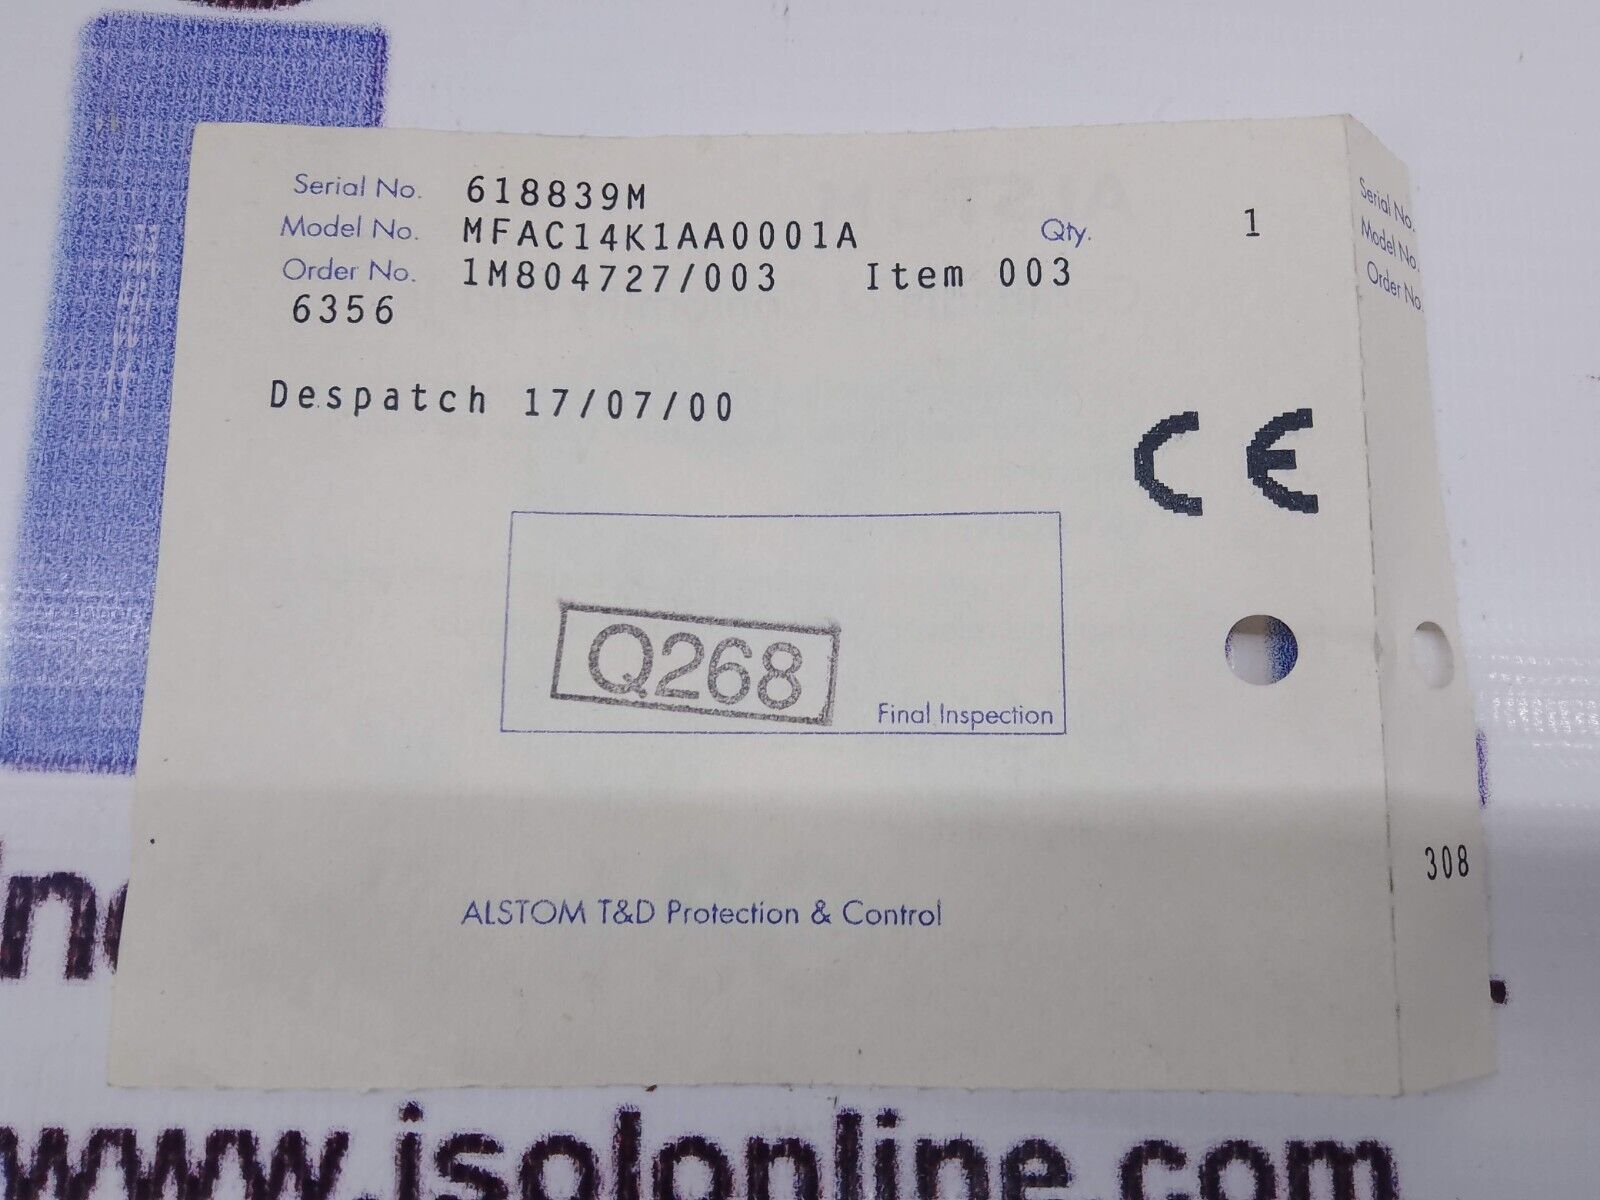 Serial No. 618839M
Model No. MFAC14K1AA0001A Qty. 1
Order No. 1M804727/003 Item 003
6356
Despatch 17/07/00
CE
Q268
Final Inspection
ALSTOM T&D Protection & Control
Serial No.
Model No.
Order No.
308
www.isolonline.com